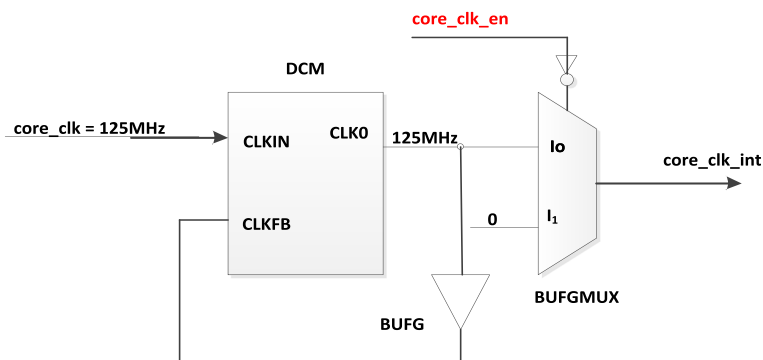 core_clk_en
DCM
core_clk = 125MHz
CLKIN
CLK0
125MHz
Io
core_clk_int
CLKFB
0
I₁
BUFG
BUFGMUX